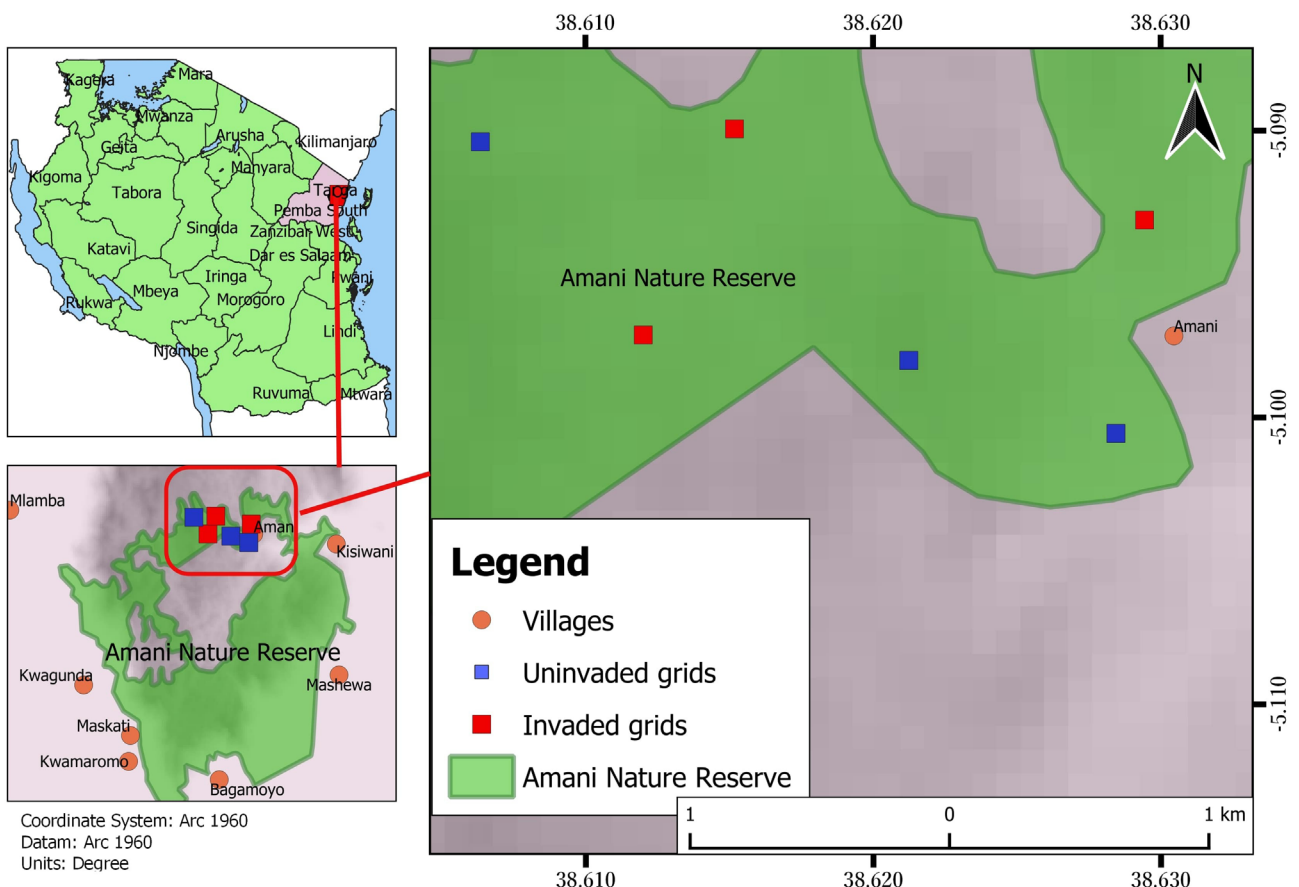 38.610
38.620
38.630
Kagera
Mara
Mwanza
Geita
Arusha
Kilimanjaro
Manyara
Kigoma
Tabora
Tanga
Pemba South
Singida
Zanzibar West
Katavi
Dar es Salaam
Iringa
Pwani
Mbeya
Rukwa
Morogoro
Lindi
Njombe
Ruvuma
Mtwara
N
-5.090
Amani Nature Reserve
Amani
-5.100
Mlamba
Aman
Kisiwani
Amani Nature Reserve
Kwagunda
Mashewa
Maskati
Kwamaromo
Bagamoyo
Legend
Villages
Uninvaded grids
Invaded grids
Amani Nature Reserve
-5.110
1 0 1 km
Coordinate System: Arc 1960
Datam: Arc 1960
Units: Degree
38.610
38.620
38.630